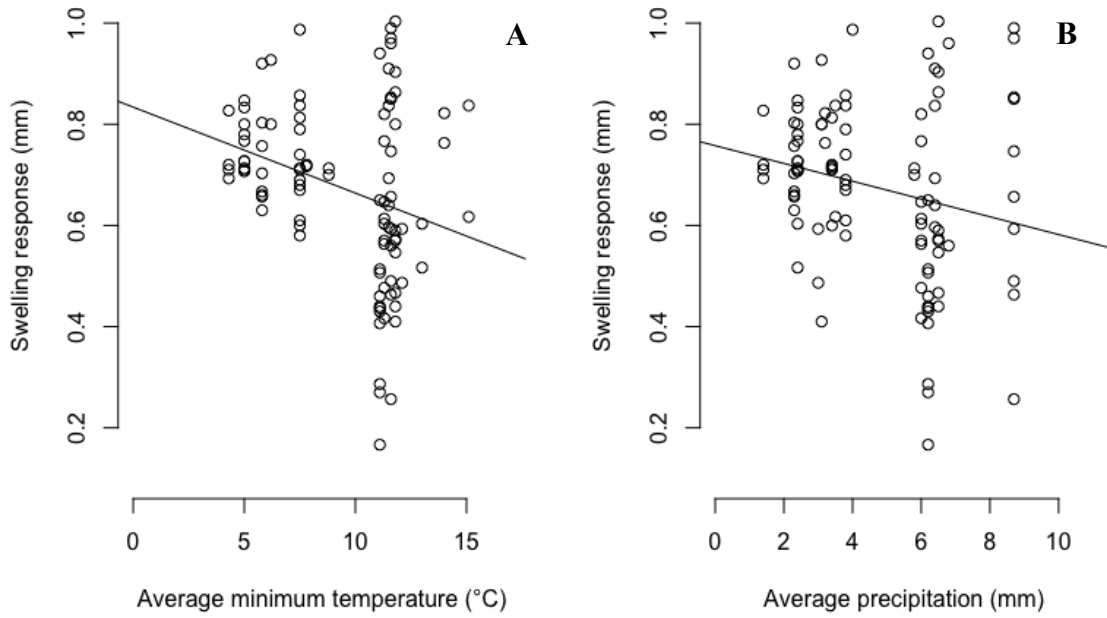 A
Swelling response (mm)
1.0
0.8
0.6
0.4
0.2
0 5 10 15
Average minimum temperature (°C)
B
Swelling response (mm)
1.0
0.8
0.6
0.4
0.2
0 2 4 6 8 10
Average precipitation (mm)